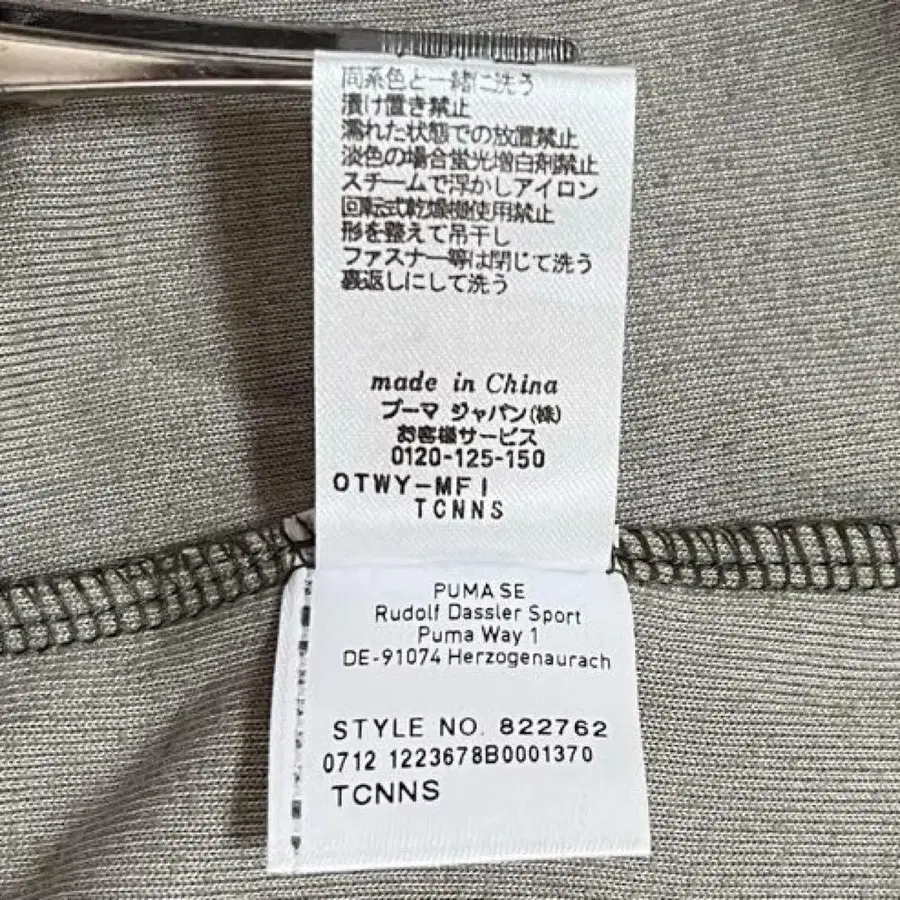 同系色と一緒に洗う
漬け置き禁止
濡れた状態での放置禁止
淡色の場合蛍光増白剤禁止
スチームで浮かしアイロン
回転式乾燥機使用禁止
形を整えて吊干し
ファスナー等は閉じて洗う
裏返しにして洗う
made in China
プーマ ジャパン(株)
お客様サービス
0120-125-150
OTWY-MFI
TCNNS
PUMA SE
Rudolf Dassler Sport
Puma Way 1
DE-91074 Herzogenaurach
STYLE NO. 822762
0712 1223678B0001370
TCNNS